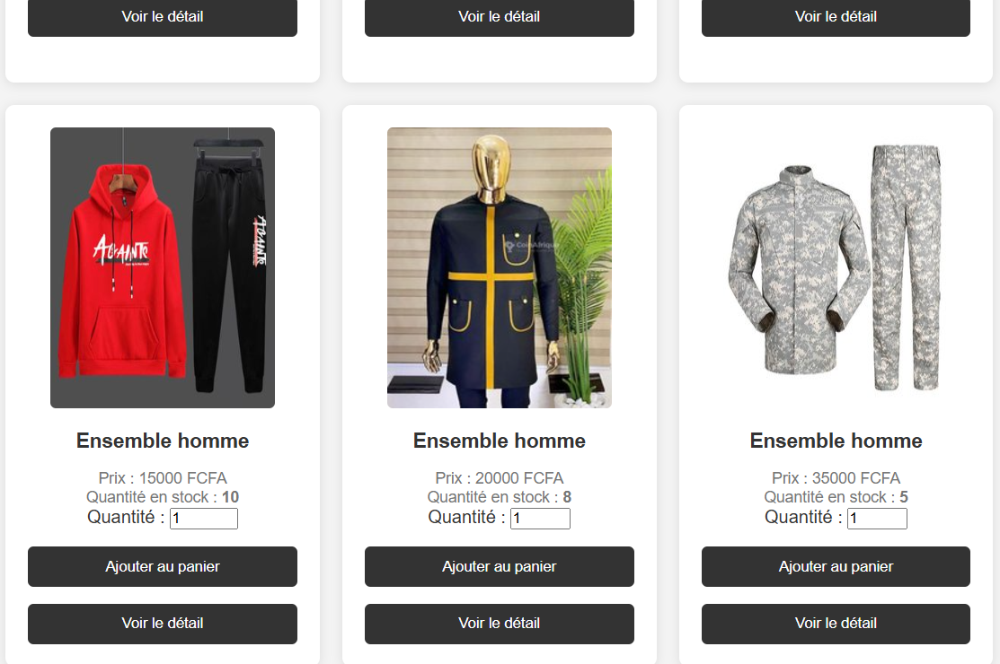 Voir le détail
Voir le détail
Voir le détail
CoinAfrique
Ensemble homme
Ensemble homme
Ensemble homme
Prix : 15000 FCFA
Prix : 20000 FCFA
Prix : 35000 FCFA
Quantité en stock : 10
Quantité en stock : 8
Quantité en stock : 5
Quantité : 1
Quantité : 1
Quantité : 1
Ajouter au panier
Ajouter au panier
Ajouter au panier
Voir le détail
Voir le détail
Voir le détail